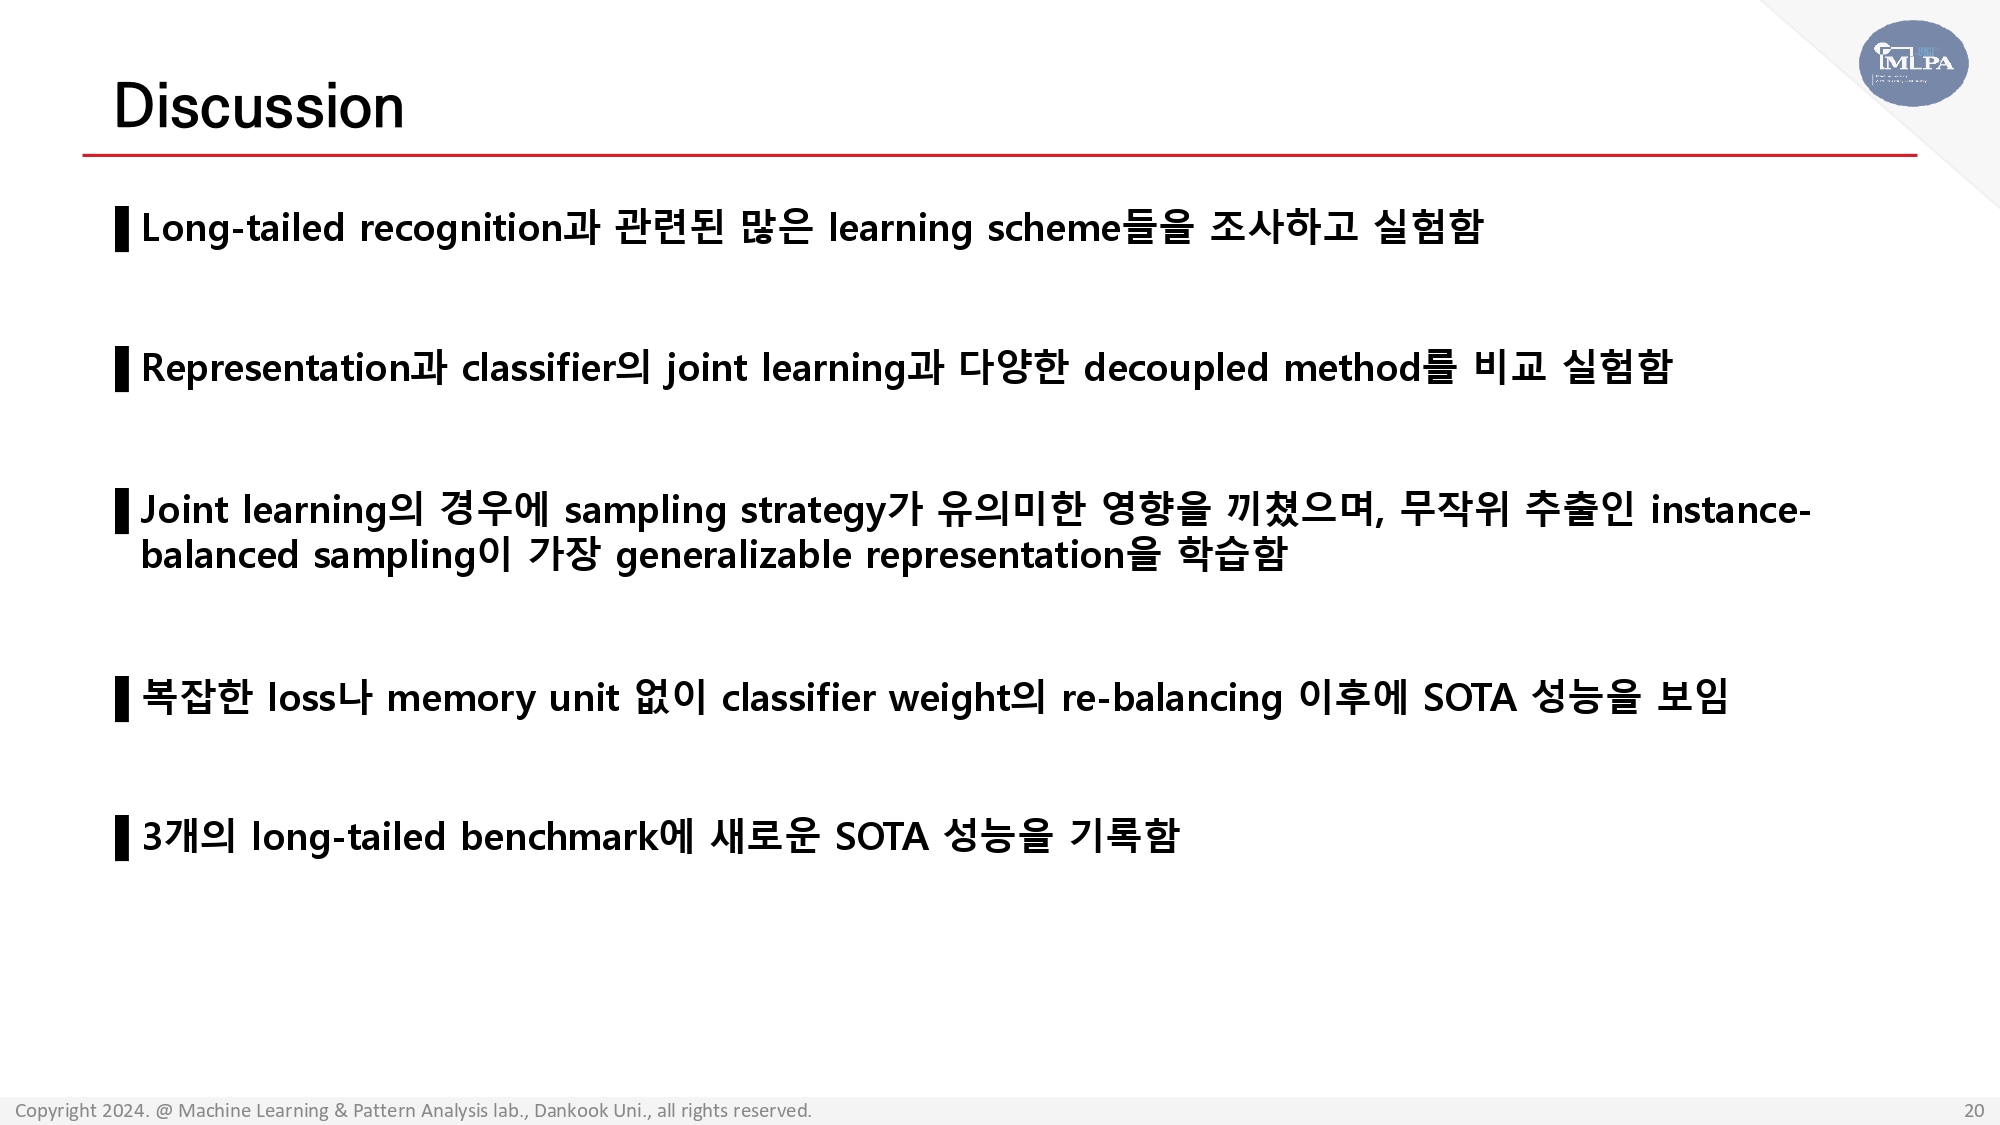 MLPA
Discussion
Long-tailed recognition과 관련된 많은 learning scheme들을 조사하고 실험함
Representation과 classifier의 joint learning과 다양한 decoupled method를 비교 실험함
Joint learning의 경우에 sampling strategy가 유의미한 영향을 끼쳤으며, 무작위 추출인 instance-
balanced sampling이 가장 generalizable representation을 학습함
복잡한 loss나 memory unit 없이 classifier weight의 re-balancing 이후에 SOTA 성능을 보임
3개의 long-tailed benchmark에 새로운 SOTA 성능을 기록함
Copyright 2024. @ Machine Learning & Pattern Analysis lab., Dankook Uni., all rights reserved.
20